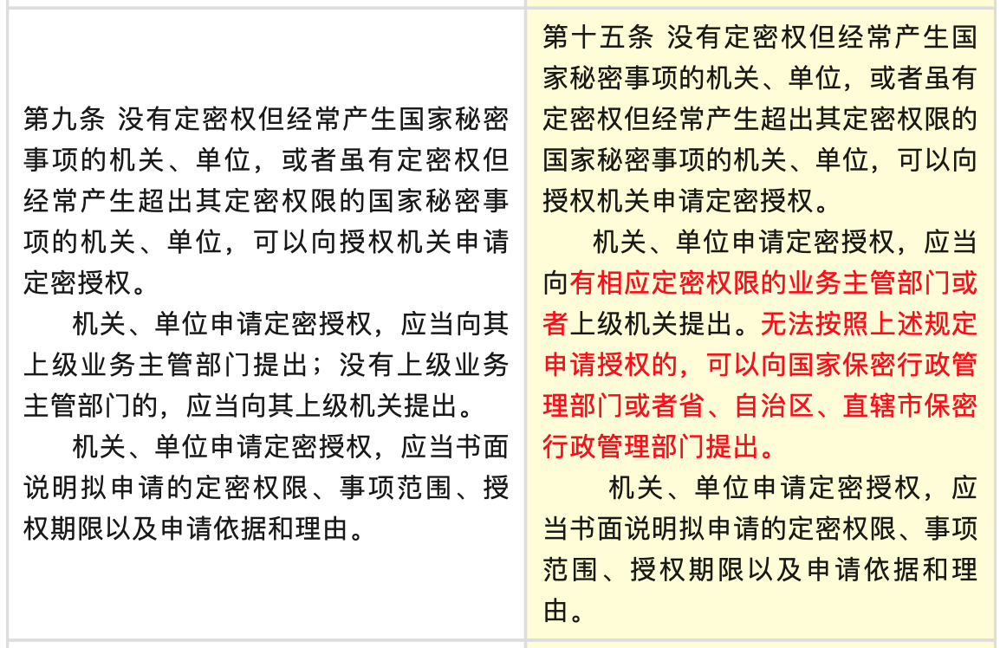 第九条 没有定密权但经常产生国家秘密
事项的机关、单位，或者虽有定密权但
经常产生超出其定密权限的国家秘密事
项的机关、单位，可以向授权机关申请
定密授权。
机关、单位申请定密授权，应当向其
上级业务主管部门提出；没有上级业务
主管部门的，应当向其上级机关提出。
机关、单位申请定密授权，应当书面
说明拟申请的定密权限、事项范围、授
权期限以及申请依据和理由。
第十五条 没有定密权但经常产生国
家秘密事项的机关、单位，或者虽有
定密权但经常产生超出其定密权限的
国家秘密事项的机关、单位，可以向
授权机关申请定密授权。
机关、单位申请定密授权，应当
向有相应定密权限的业务主管部门或
者上级机关提出。无法按照上述规定
申请授权的，可以向国家保密行政管
理部门或者省、自治区、直辖市保密
行政管理部门提出。
机关、单位申请定密授权，应
当书面说明拟申请的定密权限、事项
范围、授权期限以及申请依据和理
由。